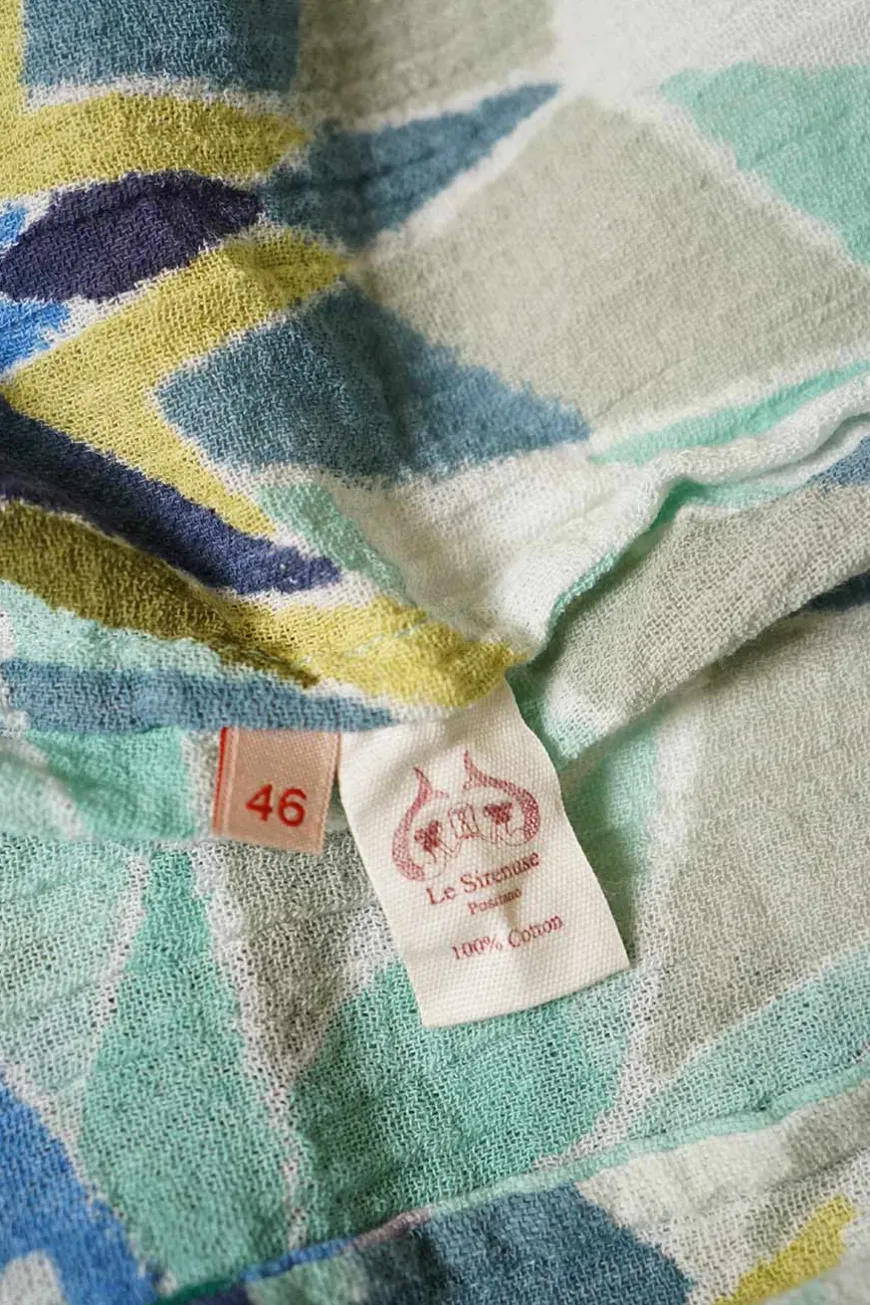 46
Le Sirenuse
Positano
100% Cotton